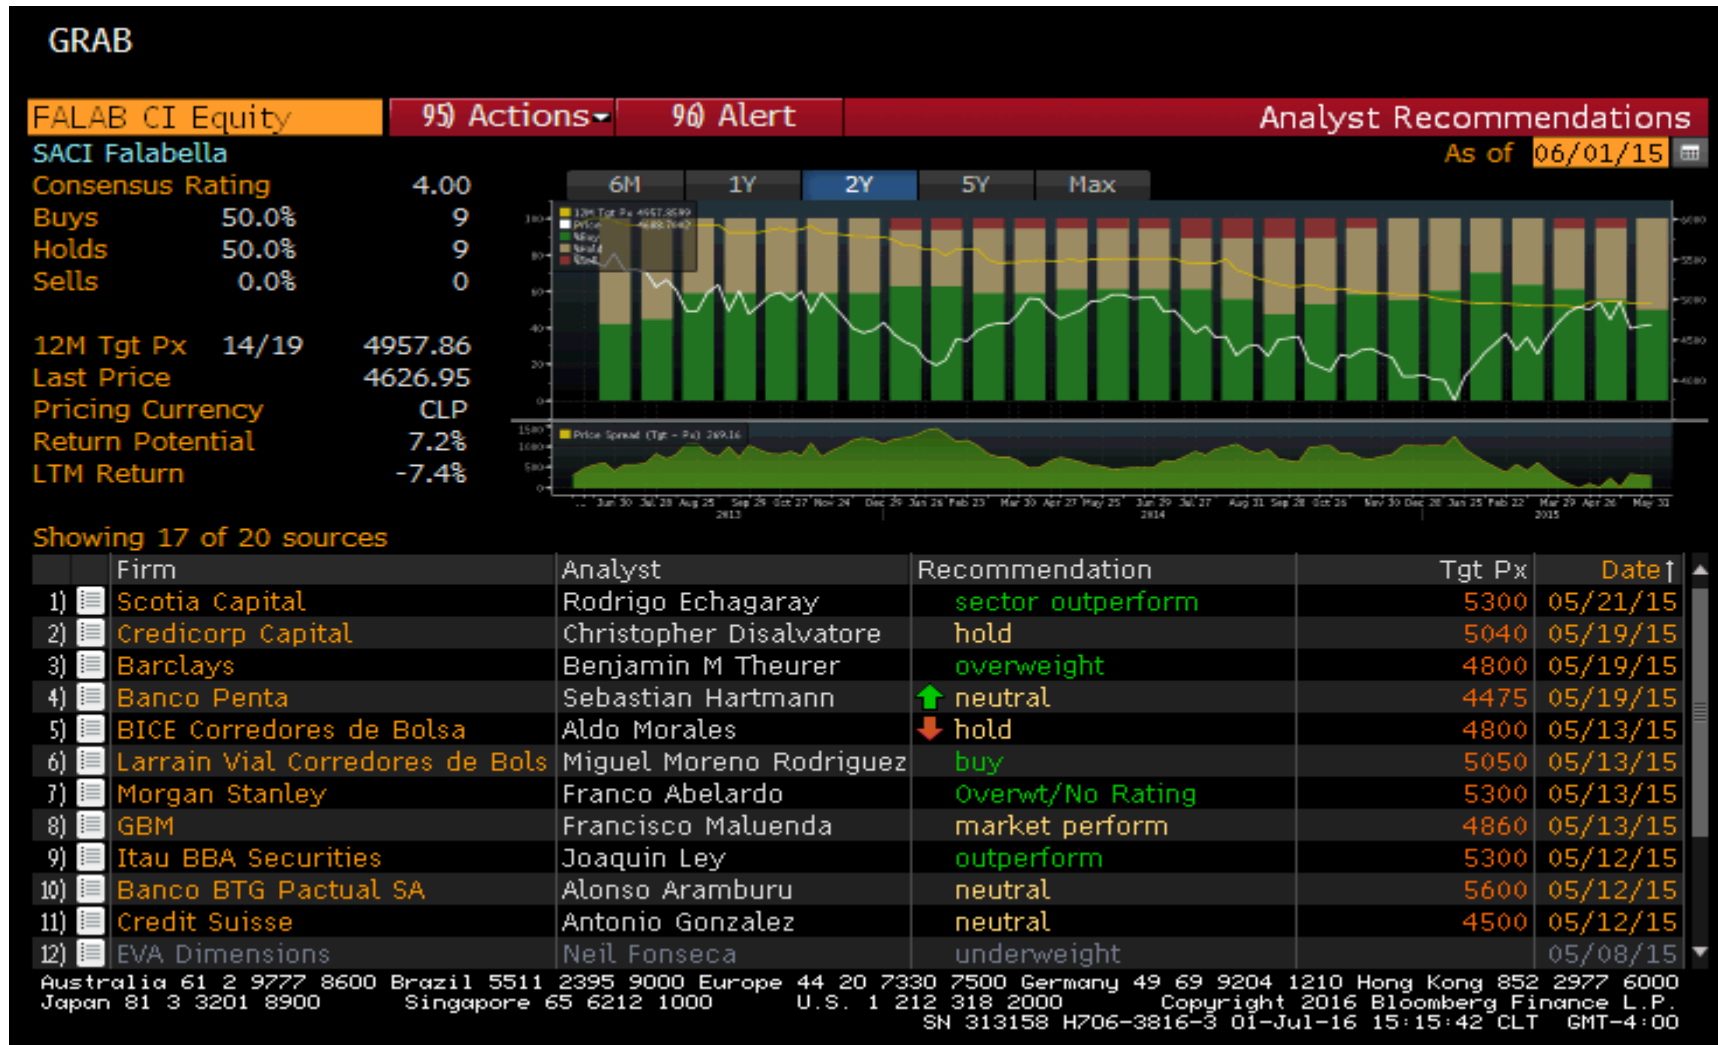 GRAB
FALAB CI Equity 95) Actions 96) Alert Analyst Recommendations
SACI Falabella As of 06/01/15
Consensus Rating 4.00 6M 1Y 2Y 5Y Max
Buys 50.0% 9
Holds 50.0% 9
Sells 0.0% 0
12M Tgt Px 14/19 4957.86
Last Price 4626.95
Pricing Currency CLP
Return Potential 7.2%
LTM Return -7.4%
Price Spread (Tgt - Px) 269.16
2013 2014 2015
Showing 17 of 20 sources
Firm Analyst Recommendation Tgt Px Date↑
1) Scotia Capital Rodrigo Echagaray sector outperform 5300 05/21/15
2) Credicorp Capital Christopher Disalvatore hold 5040 05/19/15
3) Barclays Benjamin M Theurer overweight 4800 05/19/15
4) Banco Penta Sebastian Hartmann neutral 4475 05/19/15
5) BICE Corredores de Bolsa Aldo Morales hold 4800 05/13/15
6) Larrain Vial Corredores de Bols Miguel Moreno Rodriguez buy 5050 05/13/15
7) Morgan Stanley Franco Abelardo Overwt/No Rating 5300 05/13/15
8) GBM Francisco Maluenda market perform 4860 05/13/15
9) Itau BBA Securities Joaquin Ley outperform 5300 05/12/15
10) Banco BTG Pactual SA Alonso Aramburu neutral 5600 05/12/15
11) Credit Suisse Antonio Gonzalez neutral 4500 05/12/15
12) EVA Dimensions Neil Fonseca underweight 05/08/15
Australia 61 2 9777 8600 Brazil 5511 2395 9000 Europe 44 20 7330 7500 Germany 49 69 9204 1210 Hong Kong 852 2977 6000
Japan 81 3 3201 8900 Singapore 65 6212 1000 U.S. 1 212 318 2000 Copyright 2016 Bloomberg Finance L.P.
SN 313158 H706-3816-3 01-Jul-16 15:15:42 CLT GMT-4:00